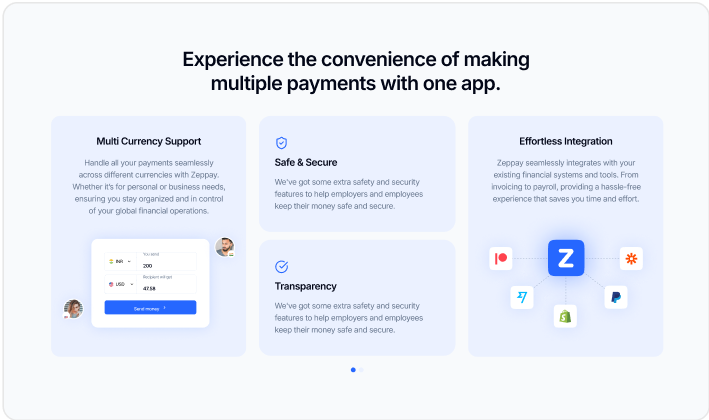 Experience the convenience of making
multiple payments with one app.
Multi Currency Support
Handle all your payments seamlessly
across different currencies with Zeppay.
Whether it's for personal or business needs,
ensuring you stay organized and in control
of your global financial operations.
You send
INR
200
Recipient will get
USD
47.58
Send money
Safe & Secure
We've got some extra safety and security
features to help employers and employees
keep their money safe and secure.
Transparency
We've got some extra safety and security
features to help employers and employees
keep their money safe and secure.
Effortless Integration
Zeppay seamlessly integrates with your
existing financial systems and tools. From
invoicing to payroll, providing a hassle-free
experience that saves you time and effort.
Z